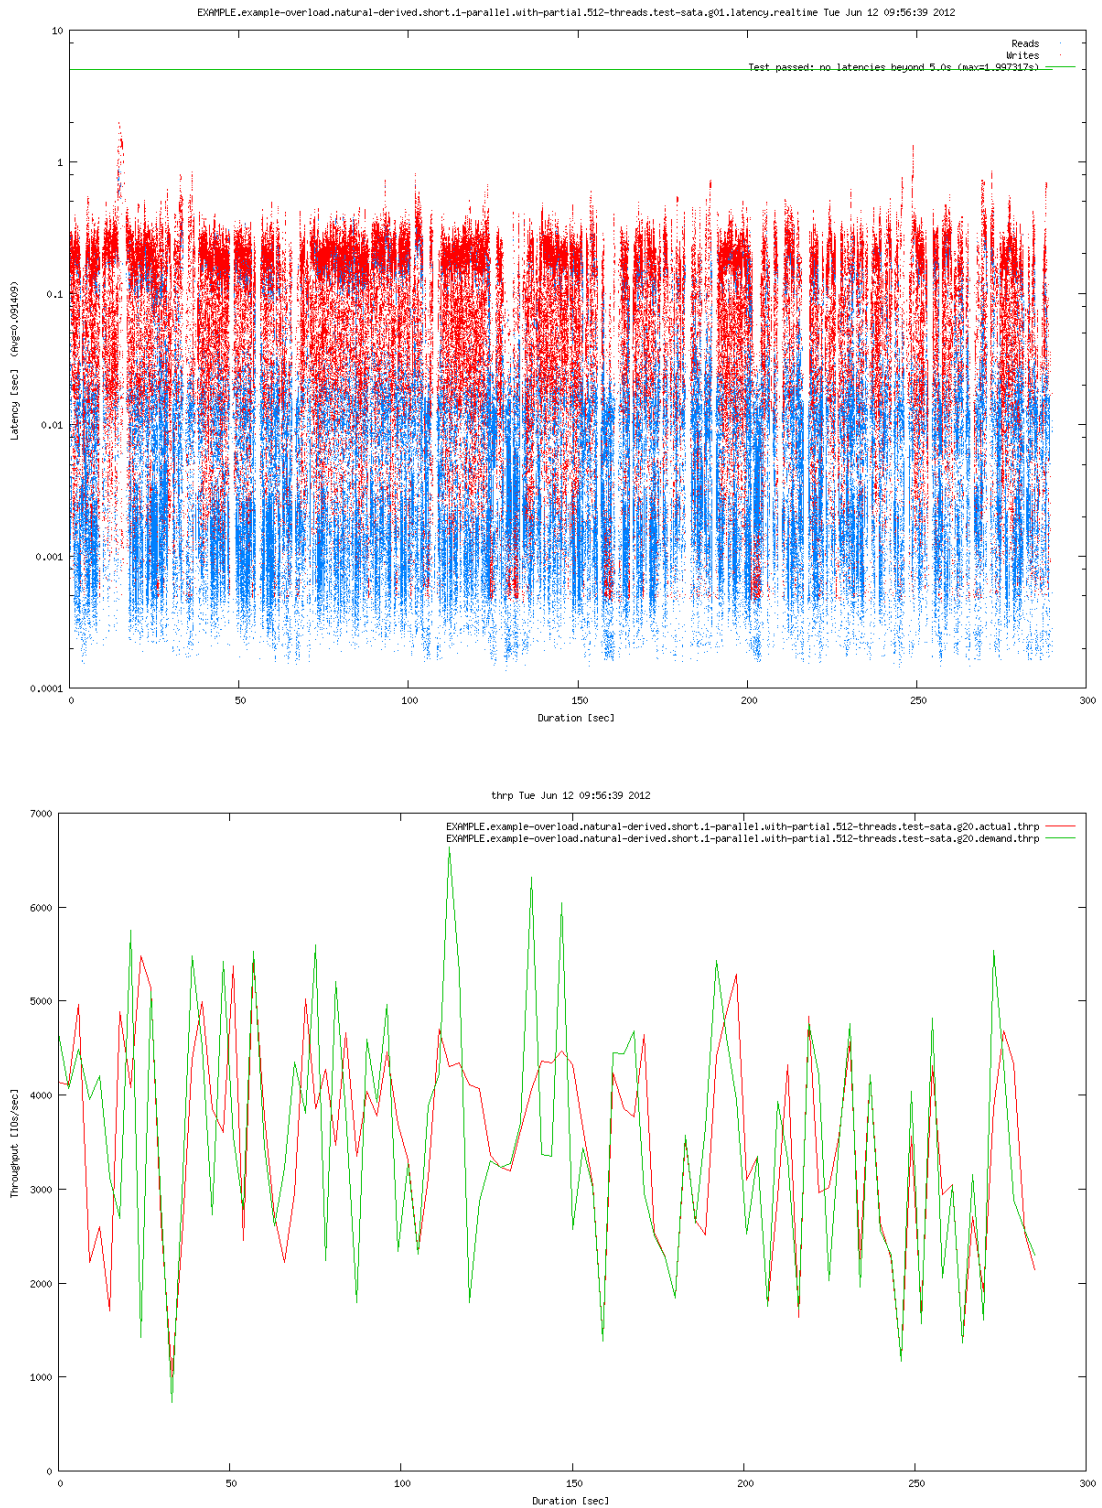 EXAMPLE.example-overload.natural-derived.short.1-parallel.with-partial.512-threads.test-sata.g01.latency.realtime Tue Jun 12 09:56:39 2012
10
Reads
Writes
Test passed: no latencies beyond 5.0s (max=1.997317s)
1
0.1
Latency [sec] (Avg=0.091409)
0.01
0.001
0.0001
0 50 100 150 200 250 300
Duration [sec]
thrp Tue Jun 12 09:56:39 2012
7000
EXAMPLE.example-overload.natural-derived.short.1-parallel.with-partial.512-threads.test-sata.g20.actual.thrp
EXAMPLE.example-overload.natural-derived.short.1-parallel.with-partial.512-threads.test-sata.g20.demand.thrp
6000
5000
4000
Throughput [IOs/sec]
3000
2000
1000
0
0 50 100 150 200 250 300
Duration [sec]